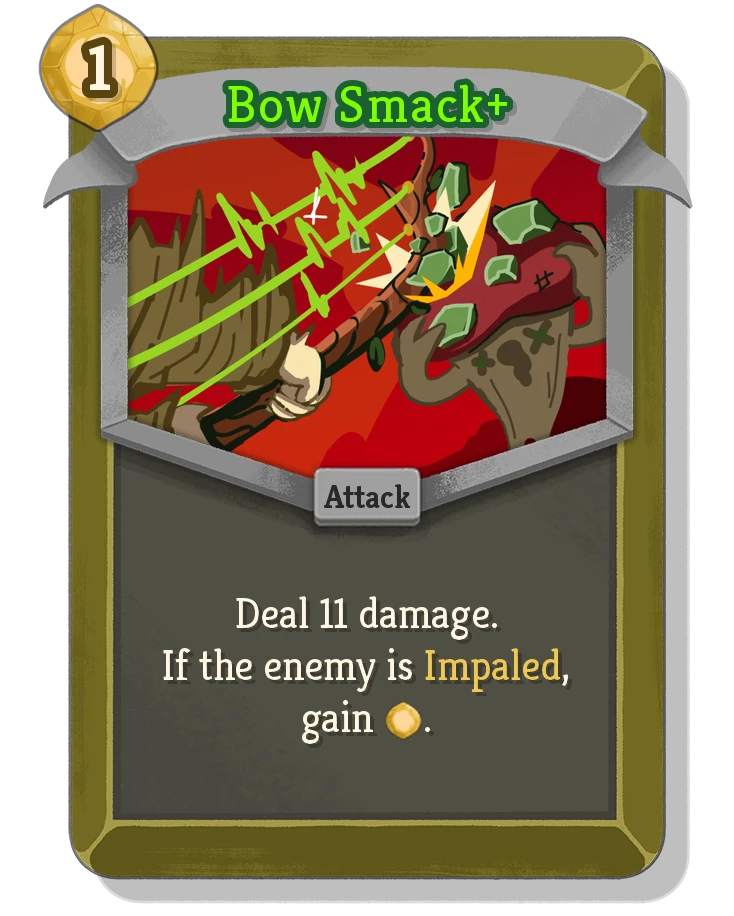 1
Bow Smack+
Attack
Deal 11 damage.
If the enemy is Impaled,
gain .